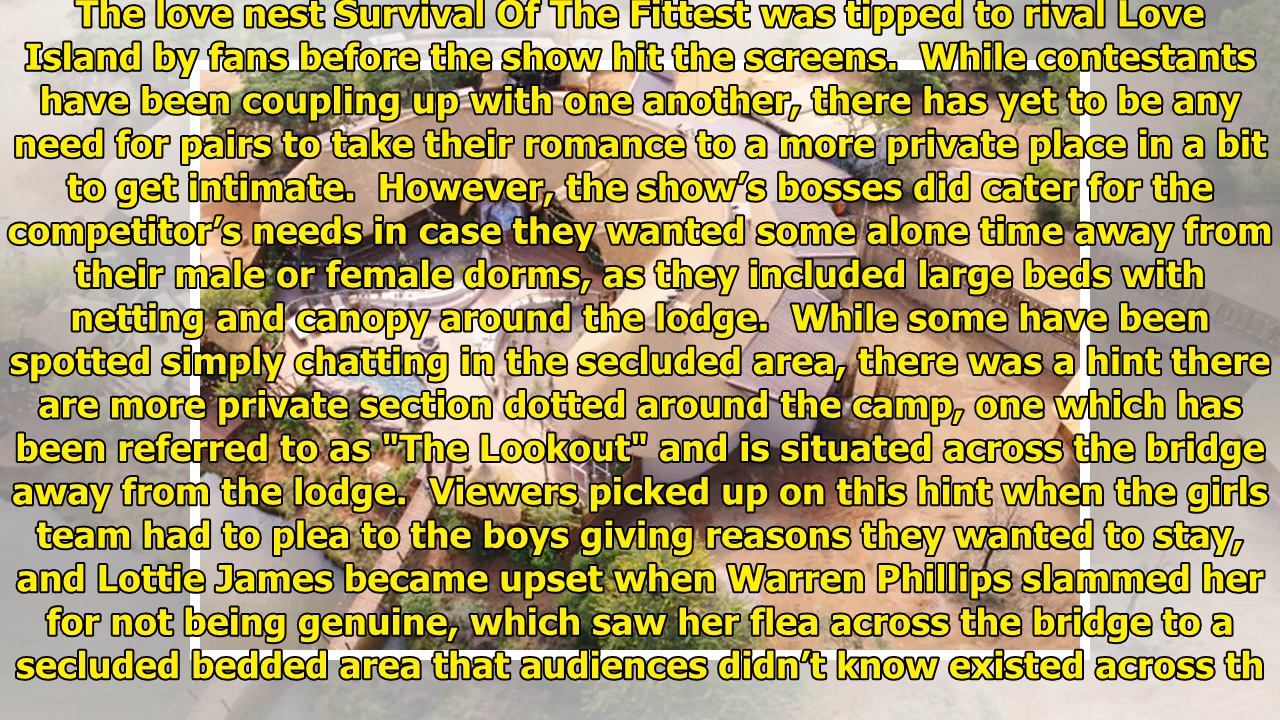 The love nest Survival Of The Fittest was tipped to rival Love
Island by fans before the show hit the screens.  While contestants
have been coupling up with one another, there has yet to be any
need for pairs to take their romance to a more private place in a bit
to get intimate.  However, the show’s bosses did cater for the
competitor’s needs in case they wanted some alone time away from
their male or female dorms, as they included large beds with
netting and canopy around the lodge.  While some have been
spotted simply chatting in the secluded area, there was a hint there
are more private section dotted around the camp, one which has
been referred to as "The Lookout" and is situated across the bridge
away from the lodge.  Viewers picked up on this hint when the girls
team had to plea to the boys giving reasons they wanted to stay,
and Lottie James became upset when Warren Phillips slammed her
for not being genuine, which saw her flea across the bridge to a
secluded bedded area that audiences didn’t know existed across th